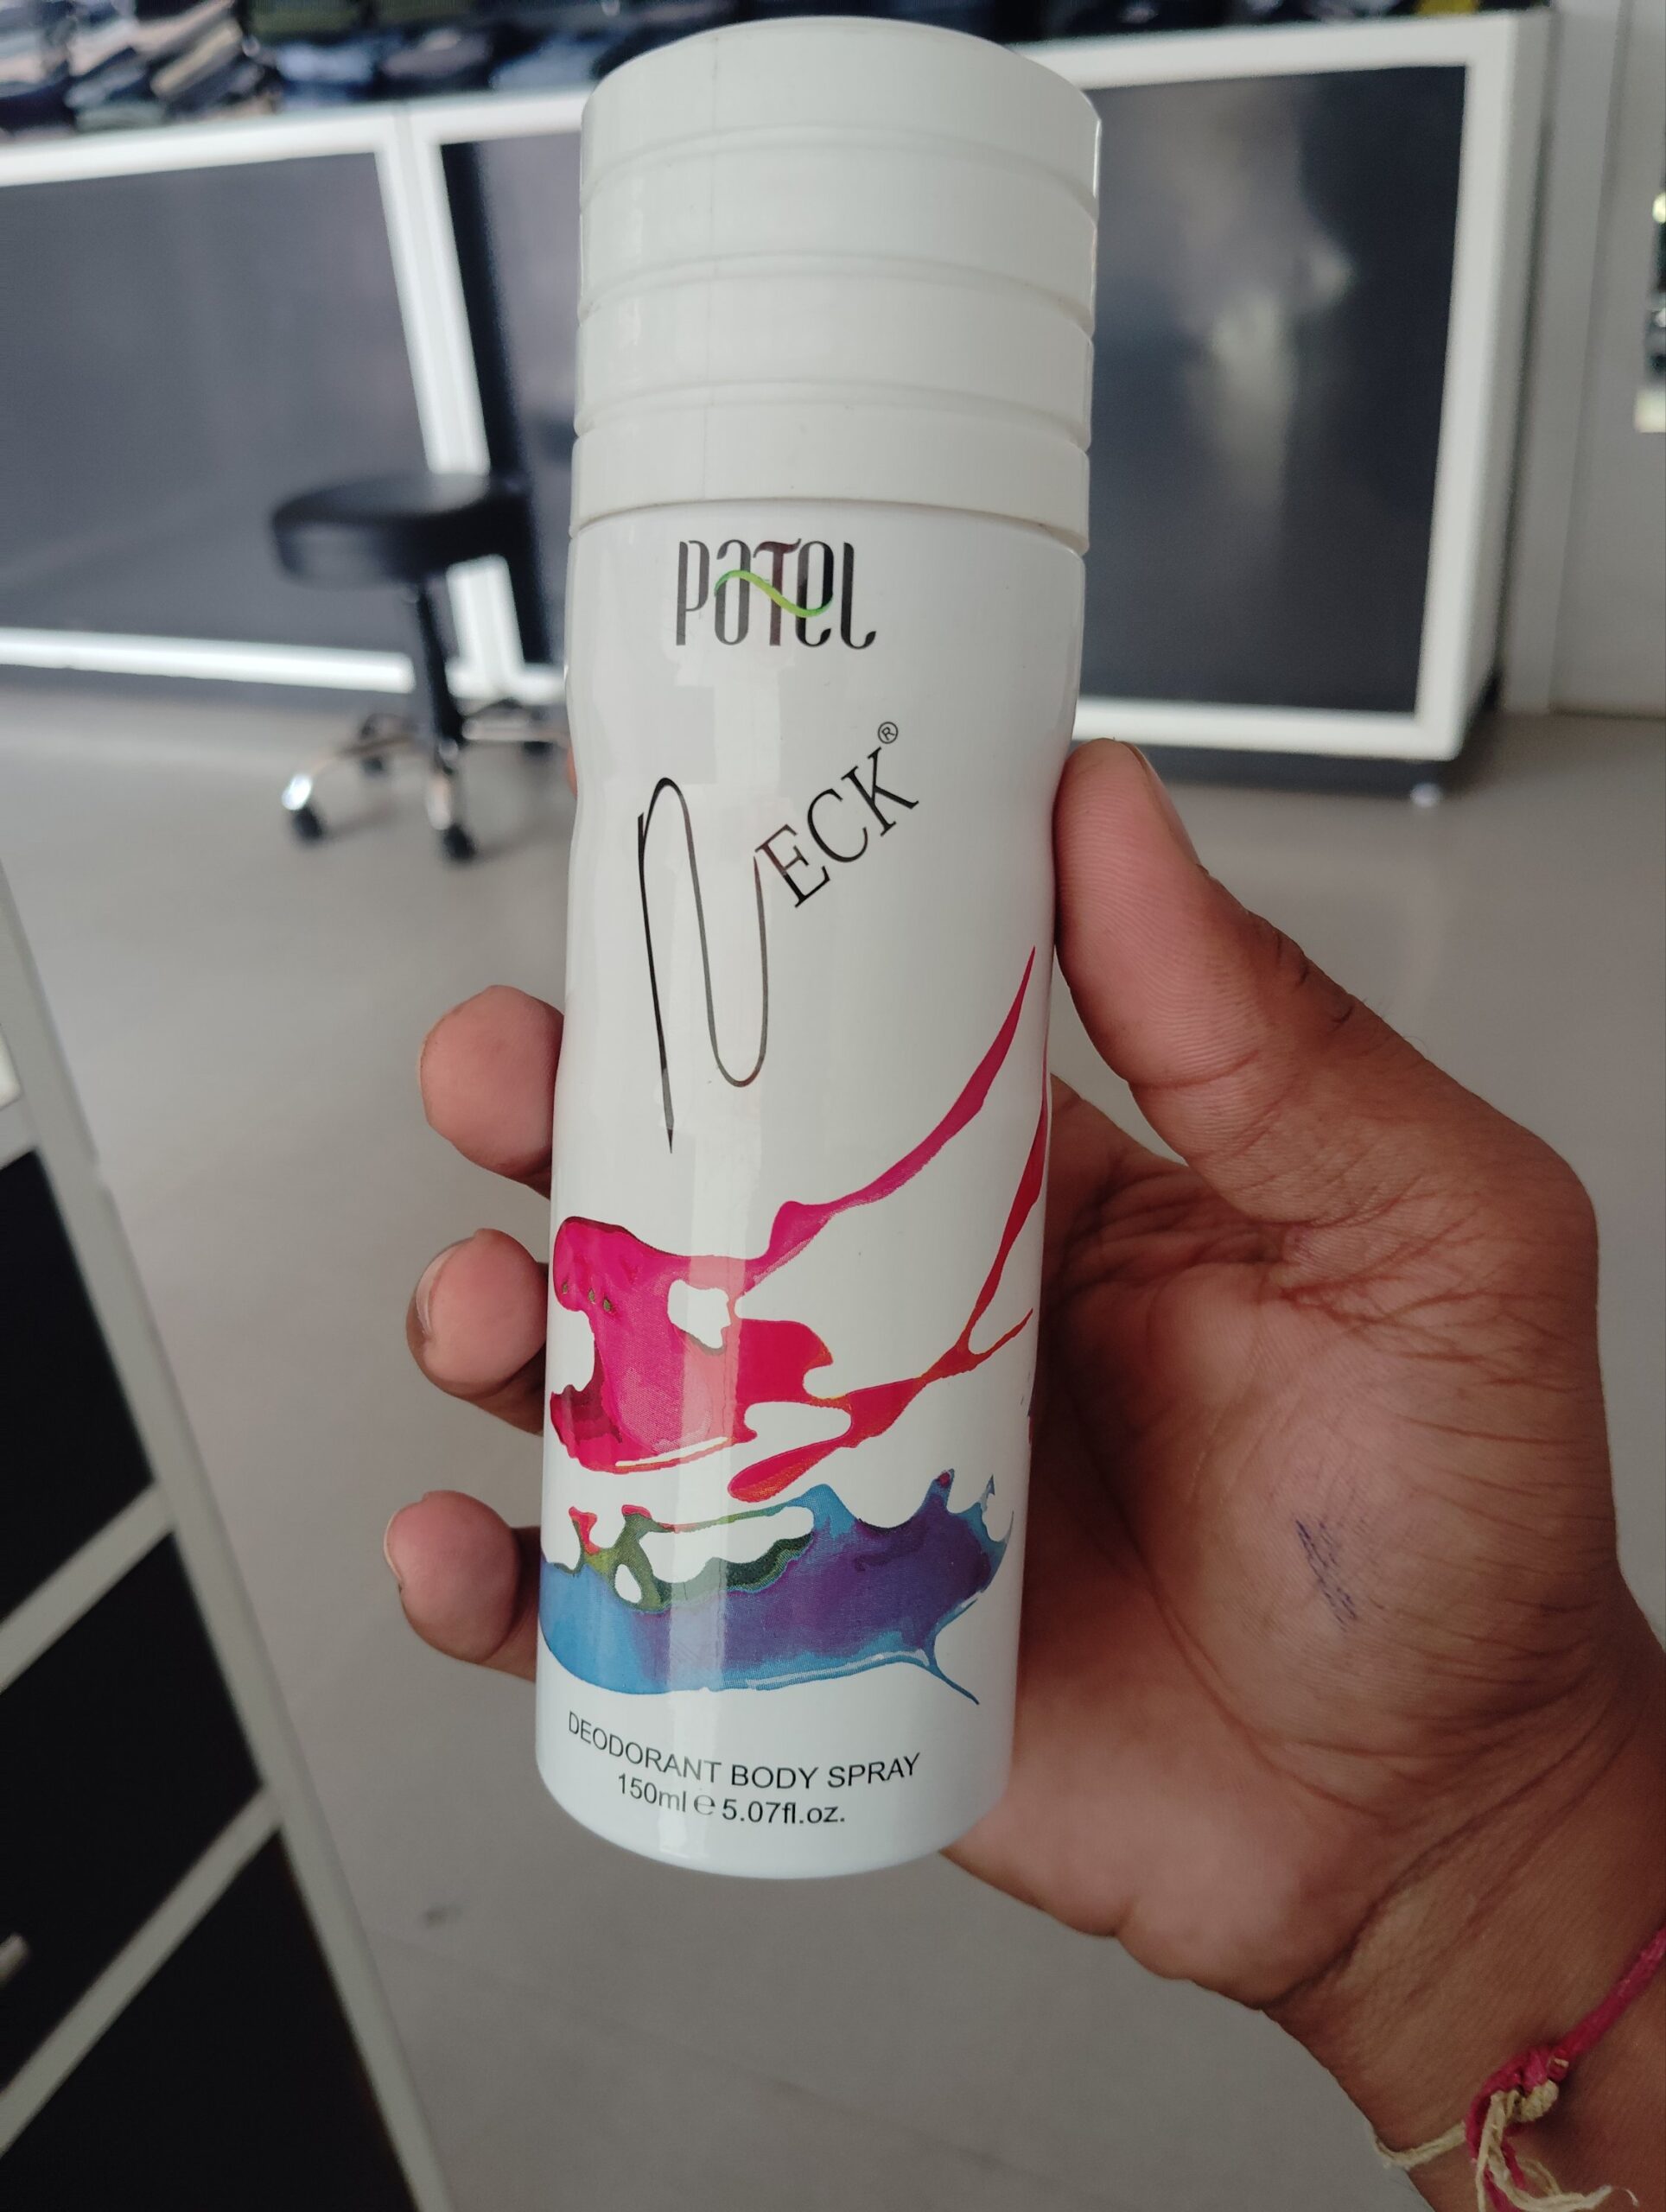 Patel
NECK®
DEODORANT BODY SPRAY
150ml ℮ 5.07fl.oz.